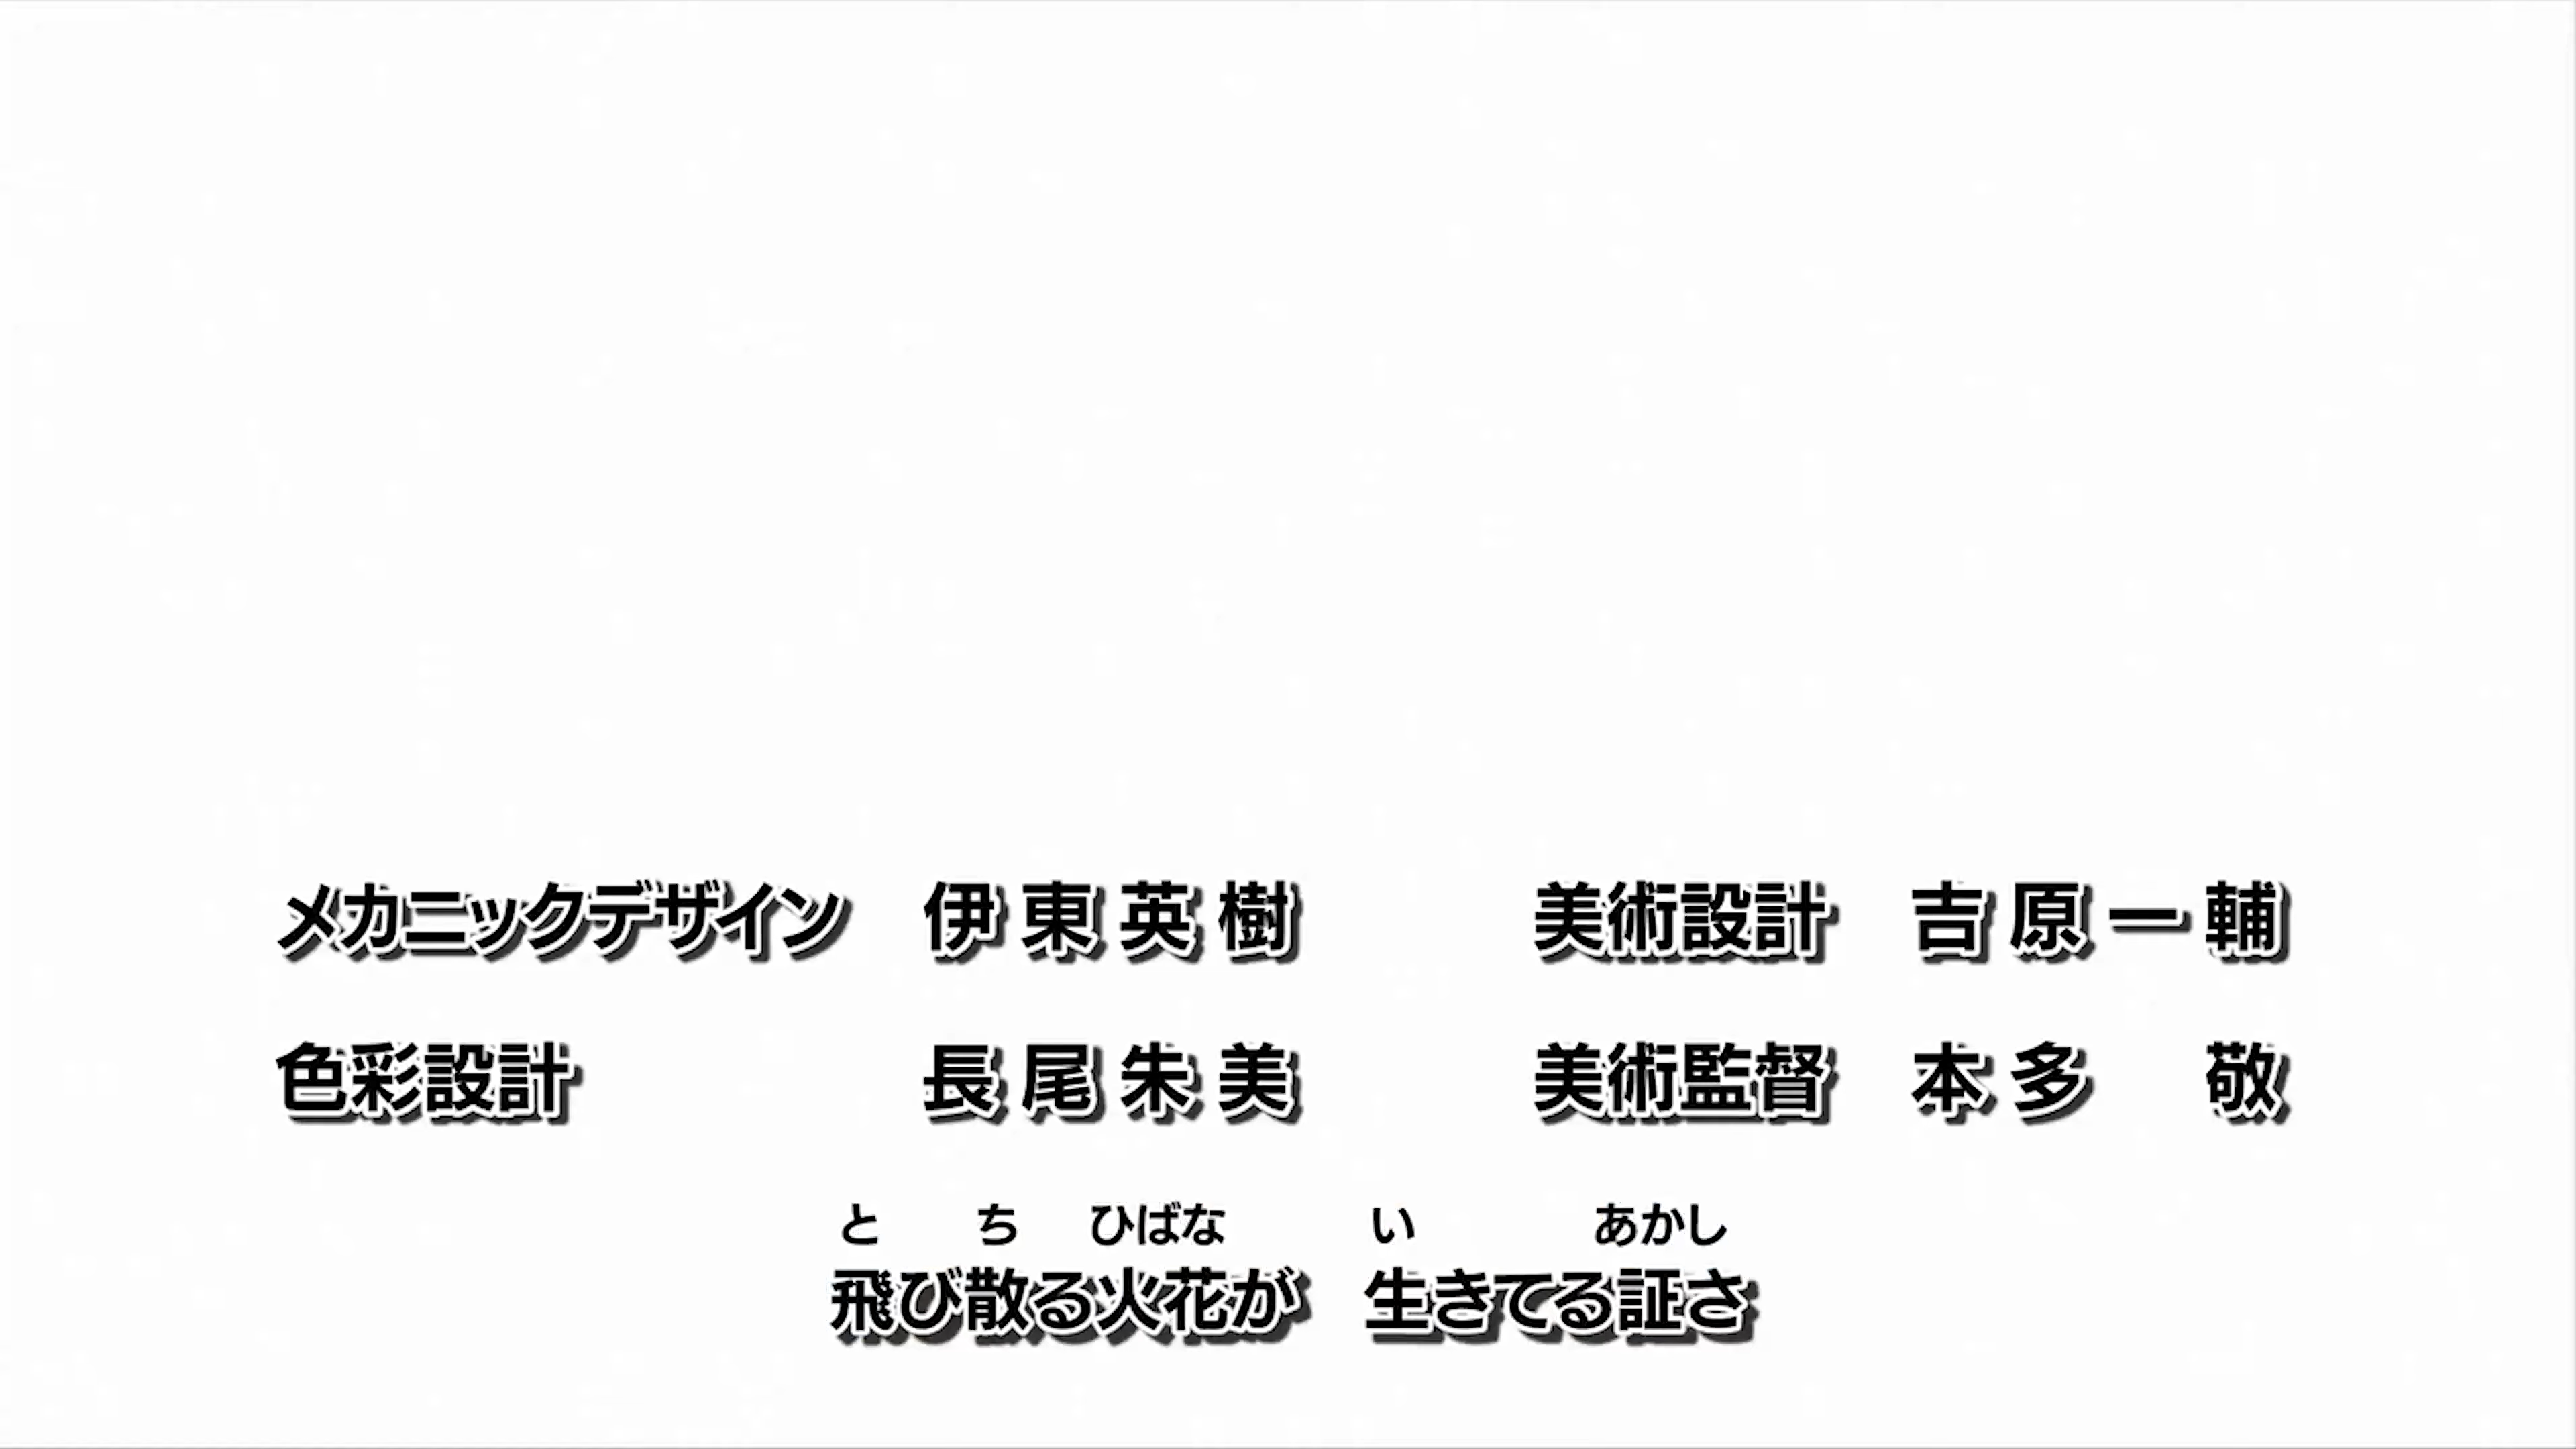 メカニックデザイン 伊東英樹 美術設計 吉原一輔
色彩設計 長尾朱美 美術監督 本多 敬
と ち ひばな い あかし
飛び散る火花が 生きてる証さ